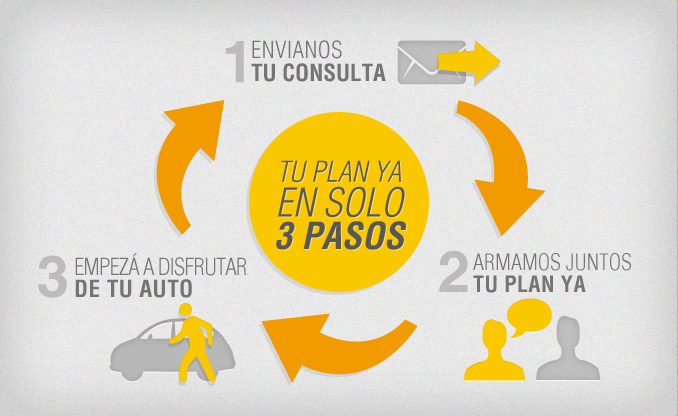 1 ENVIANOS
TU CONSULTA
TU PLAN YA
EN SOLO
3 PASOS
2 ARMAMOS JUNTOS
TU PLAN YA
3 EMPEZÁ A DISFRUTAR
DE TU AUTO